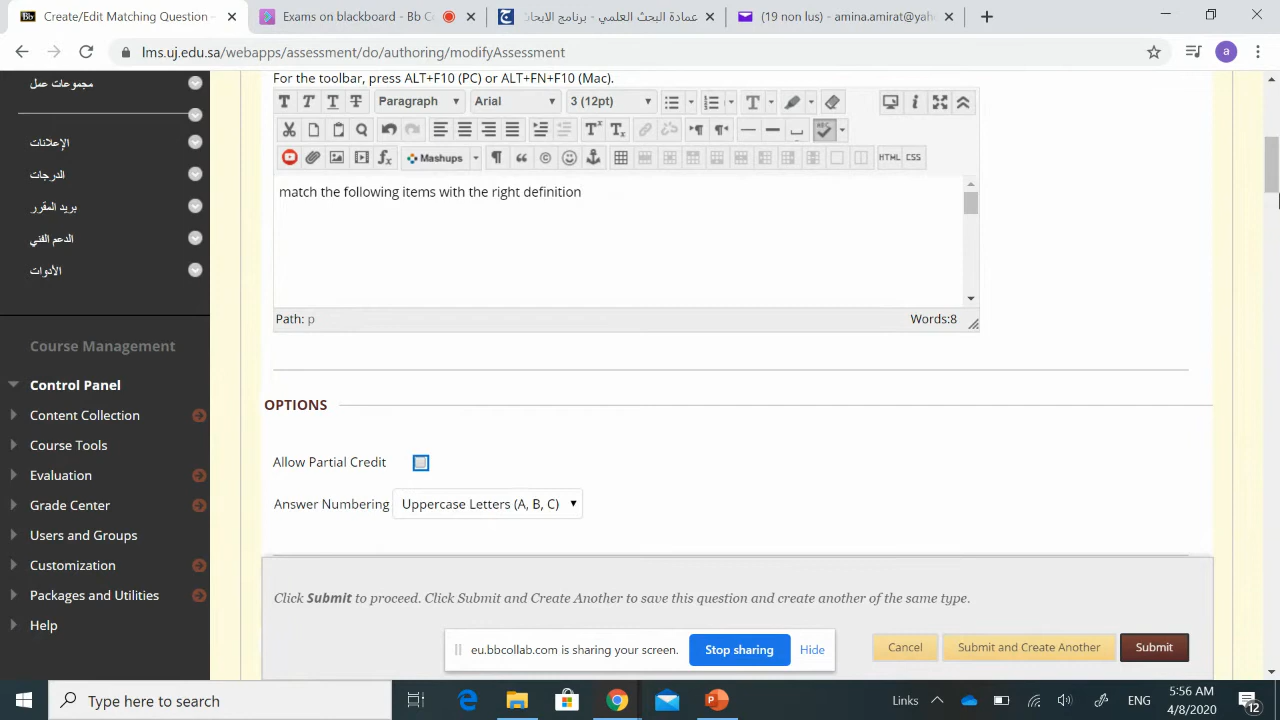 Create/Edit Matching Question –
Exams on blackboard - Bb C
عمادة البحث العلمي - برنامج الابحاث
(19 non lus) - amina.amirat@yah
lms.uj.edu.sa/webapps/assessment/do/authoring/modifyAssessment
a
مجموعات عمل
الإعلانات
الدرجات
بريد المقرر
الدعم الفني
الأدوات
Course Management
Control Panel
Content Collection
Course Tools
Evaluation
Grade Center
Users and Groups
Customization
Packages and Utilities
Help
For the toolbar, press ALT+F10 (PC) or ALT+FN+F10 (Mac).
T T T T Paragraph Arial 3 (12pt)
Mashups HTML CSS
match the following items with the right definition
Path: p Words:8
OPTIONS
Allow Partial Credit
Answer Numbering Uppercase Letters (A, B, C)
Click Submit to proceed. Click Submit and Create Another to save this question and create another of the same type.
eu.bbcollab.com is sharing your screen. Stop sharing Hide
Cancel Submit and Create Another Submit
Type here to search
Links ENG
5:56 AM
4/8/2020
12